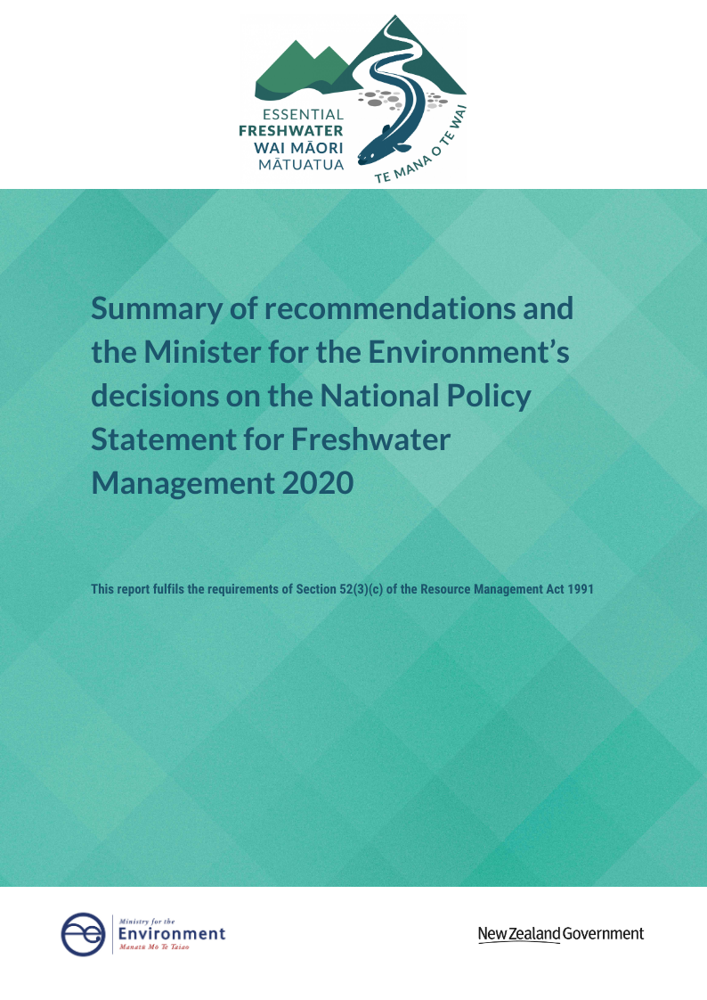 ESSENTIAL
FRESHWATER
WAI MĀORI
MĀTUATUA
TE MANA O TE WAI
Summary of recommendations and
the Minister for the Environment’s
decisions on the National Policy
Statement for Freshwater
Management 2020
This report fulfils the requirements of Section 52(3)(c) of the Resource Management Act 1991
Ministry for the
Environment
Manatū Mō Te Taiao
New Zealand Government